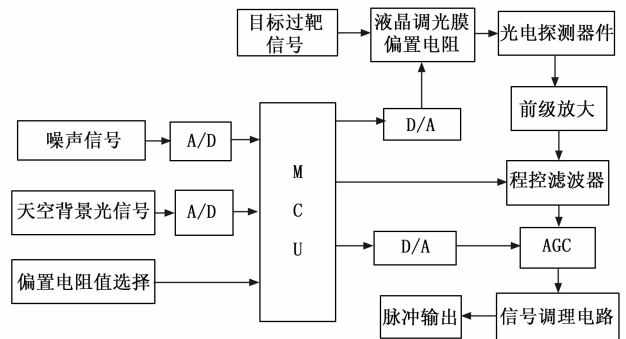 目标过靶
信号
液晶调光膜
偏置电阻
光电探测器件
前级放大
D/A
噪声信号
A/D
M
C
U
程控滤波器
天空背景光信号
A/D
D/A
AGC
偏置电阻值选择
脉冲输出
信号调理电路